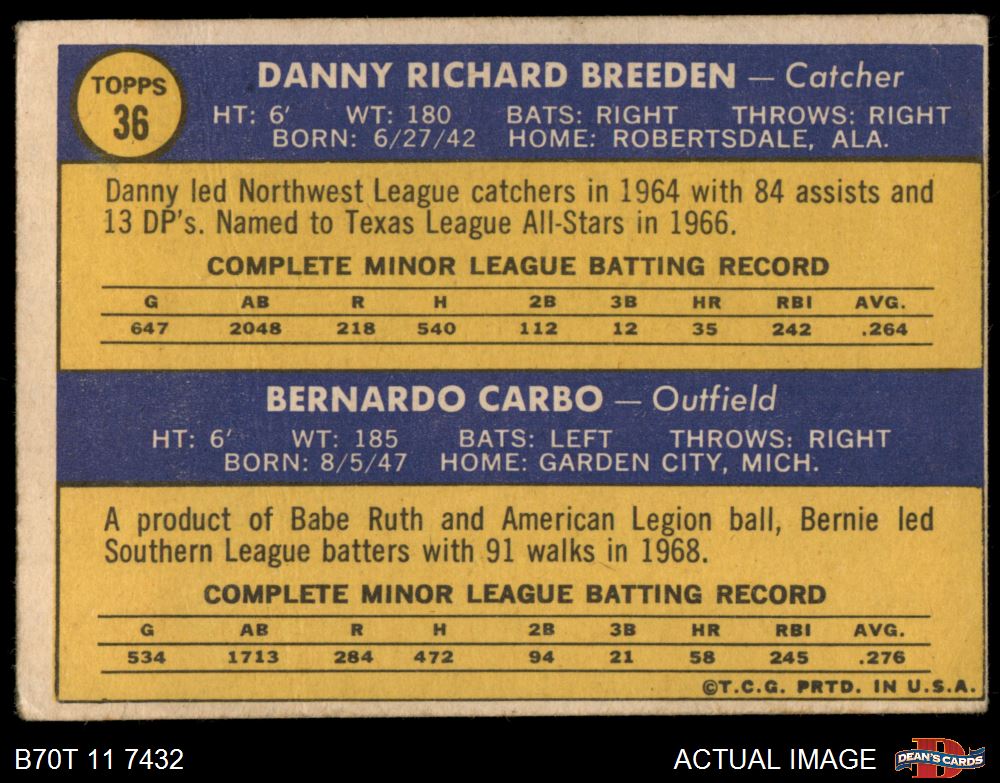 TOPPS
36
DANNY RICHARD BREEDEN — Catcher
HT: 6' WT: 180 BATS: RIGHT THROWS: RIGHT
BORN: 6/27/42 HOME: ROBERTSDALE, ALA.
Danny led Northwest League catchers in 1964 with 84 assists and
13 DP's. Named to Texas League All-Stars in 1966.
COMPLETE MINOR LEAGUE BATTING RECORD
G AB R H 2B 3B HR RBI AVG.
647 2048 218 540 112 12 35 242 .264
BERNARDO CARBO — Outfield
HT: 6' WT: 185 BATS: LEFT THROWS: RIGHT
BORN: 8/5/47 HOME: GARDEN CITY, MICH.
A product of Babe Ruth and American Legion ball, Bernie led
Southern League batters with 91 walks in 1968.
COMPLETE MINOR LEAGUE BATTING RECORD
G AB R H 2B 3B HR RBI AVG.
534 1713 284 472 94 21 58 245 .276
©T.C.G. PRTD. IN U.S.A.
B70T 11 7432 ACTUAL IMAGE D DEAN'S CARDS